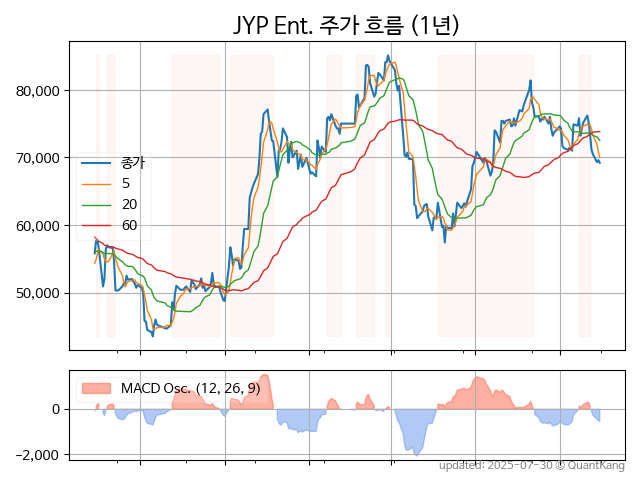 JYP Ent. 주가 흐름 (1년)
80,000
70,000
60,000
50,000
종가
5
20
60
MACD Osc. (12, 26, 9)
0
−2,000
updated: 2025-07-30 © QuantKang